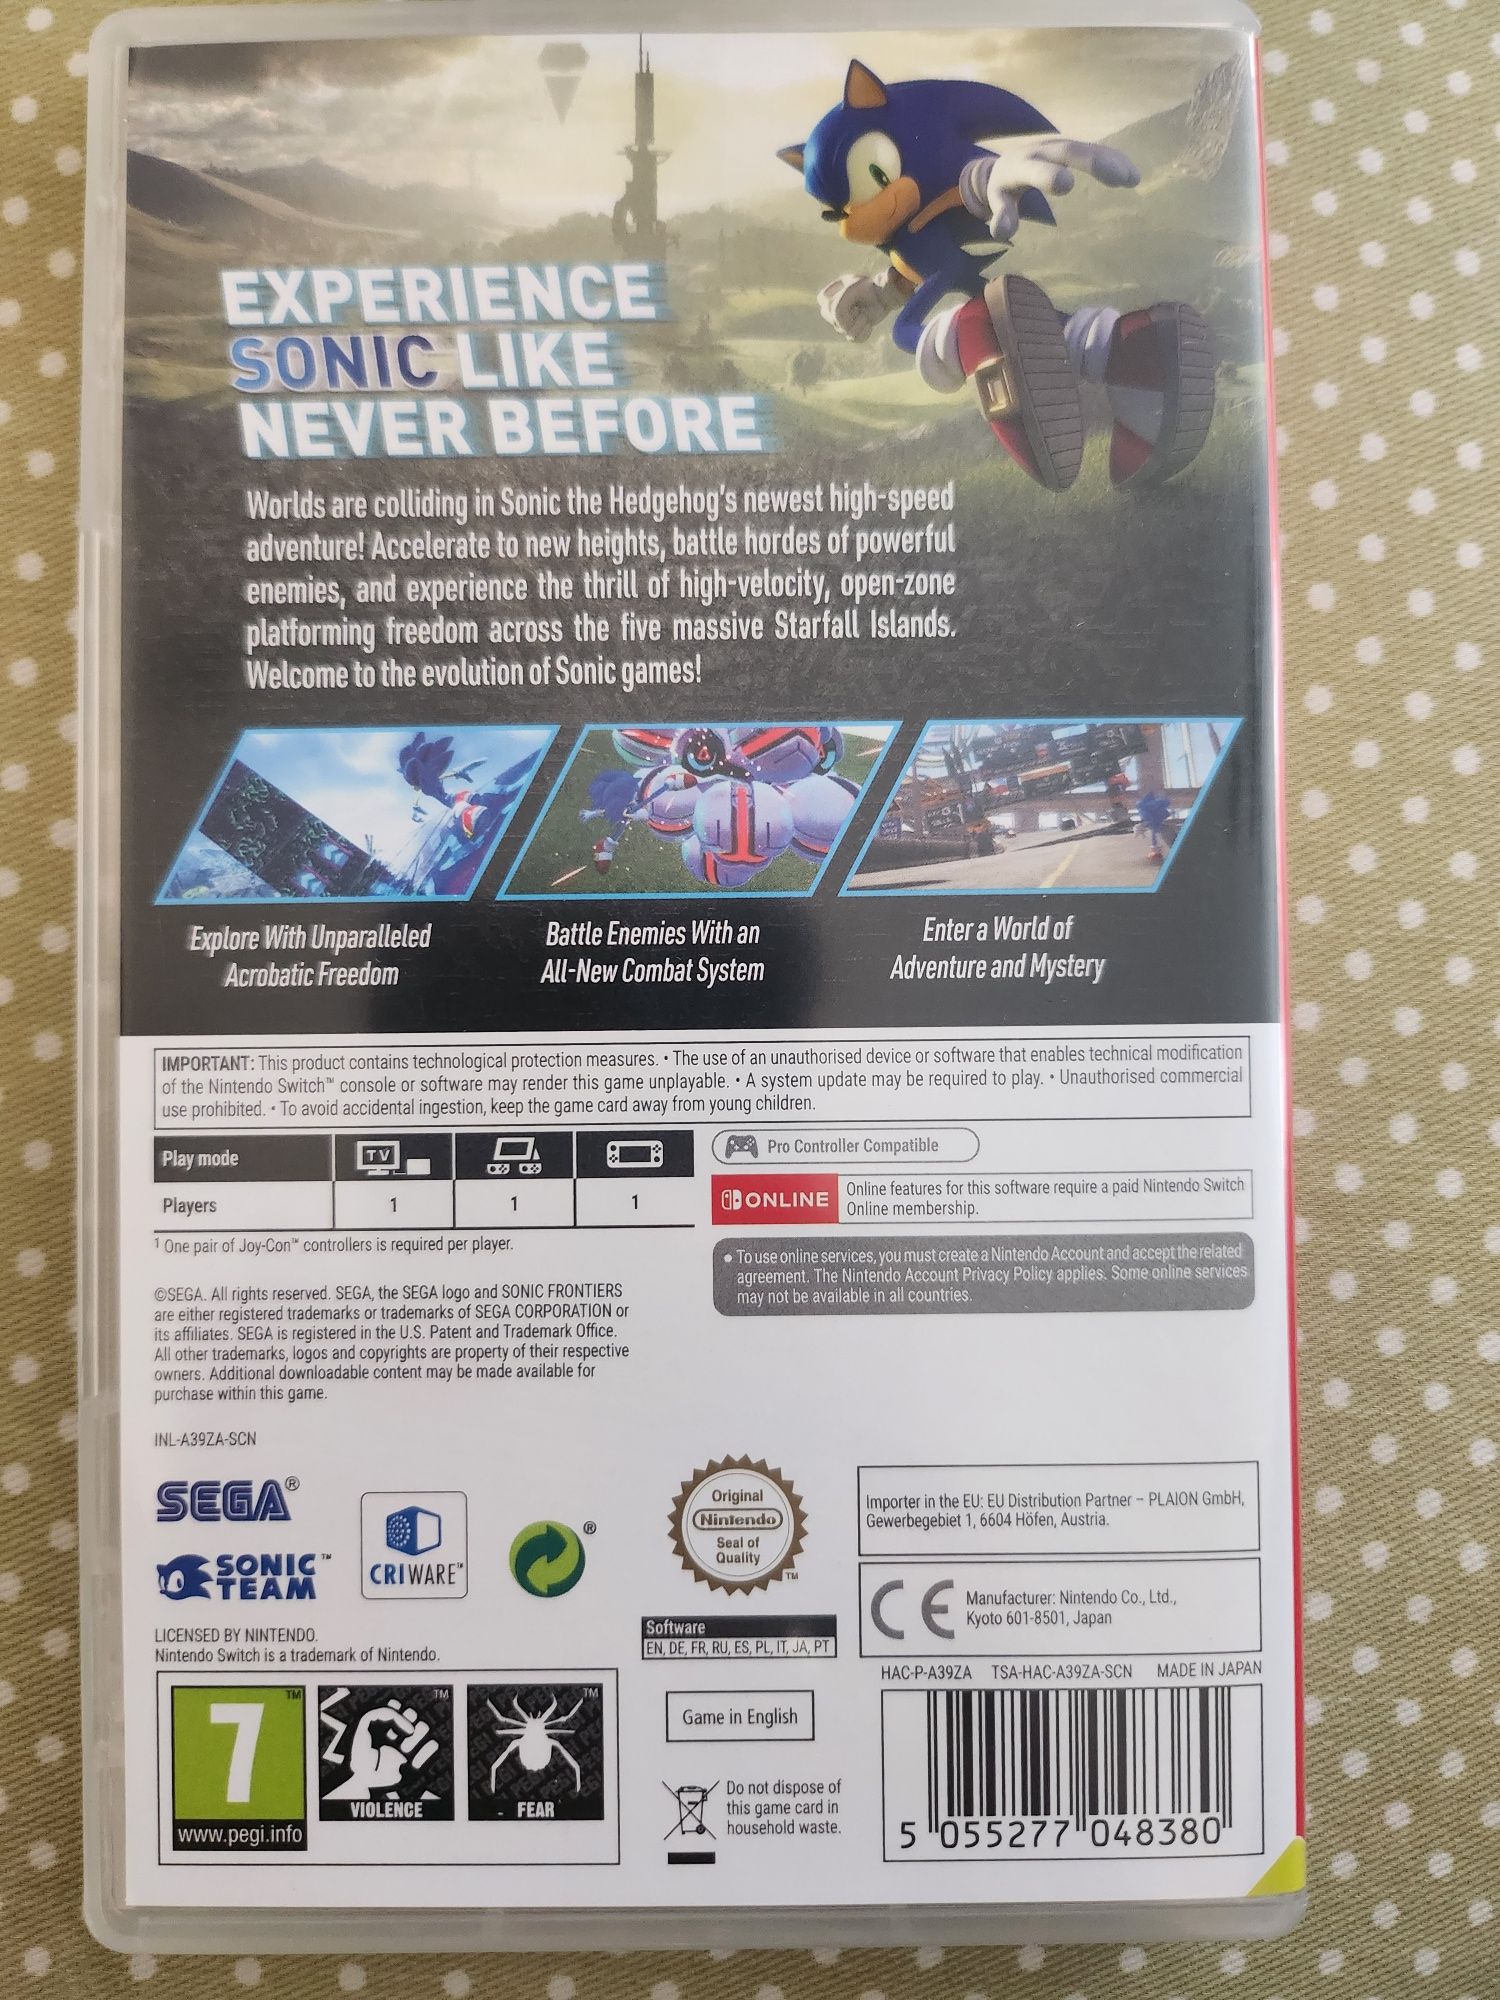 EXPERIENCE
SONIC LIKE
NEVER BEFORE
Worlds are colliding in Sonic the Hedgehog's newest high-speed
adventure! Accelerate to new heights, battle hordes of powerful
enemies, and experience the thrill of high-velocity, open-zone
platforming freedom across the five massive Starfall Islands.
Welcome to the evolution of Sonic games!
Explore With Unparalleled
Acrobatic Freedom
Battle Enemies With an
All-New Combat System
Enter a World of
Adventure and Mystery
IMPORTANT: This product contains technological protection measures. • The use of an unauthorised device or software that enables technical modification
of the Nintendo Switch™ console or software may render this game unplayable. • A system update may be required to play. • Unauthorised commercial
use prohibited. • To avoid accidental ingestion, keep the game card away from young children.
Play mode
TV
Players
1
1
1
1 One pair of Joy-Con™ controllers is required per player.
Pro Controller Compatible
ONLINE
Online features for this software require a paid Nintendo Switch
Online membership.
• To use online services, you must create a Nintendo Account and accept the related
agreement. The Nintendo Account Privacy Policy applies. Some online services
may not be available in all countries.
©SEGA. All rights reserved. SEGA, the SEGA logo and SONIC FRONTIERS
are either registered trademarks or trademarks of SEGA CORPORATION or
its affiliates. SEGA is registered in the U.S. Patent and Trademark Office.
All other trademarks, logos and copyrights are property of their respective
owners. Additional downloadable content may be made available for
purchase within this game.
INL-A39ZA-SCN
SEGA®
SONIC™
TEAM
CRIWARE™
®
Original
Nintendo
Seal of
Quality
TM
Importer in the EU: EU Distribution Partner – PLAION GmbH,
Gewerbegebiet 1, 6604 Höfen, Austria.
CE
Manufacturer: Nintendo Co., Ltd.,
Kyoto 601-8501, Japan
LICENSED BY NINTENDO.
Nintendo Switch is a trademark of Nintendo.
Software
EN, DE, FR, RU, ES, PL, IT, JA, PT
HAC-P-A39ZA TSA-HAC-A39ZA-SCN MADE IN JAPAN
7
TM
www.pegi.info
TM
VIOLENCE
TM
FEAR
Game in English
Do not dispose of
this game card in
household waste.
5 055277 048380